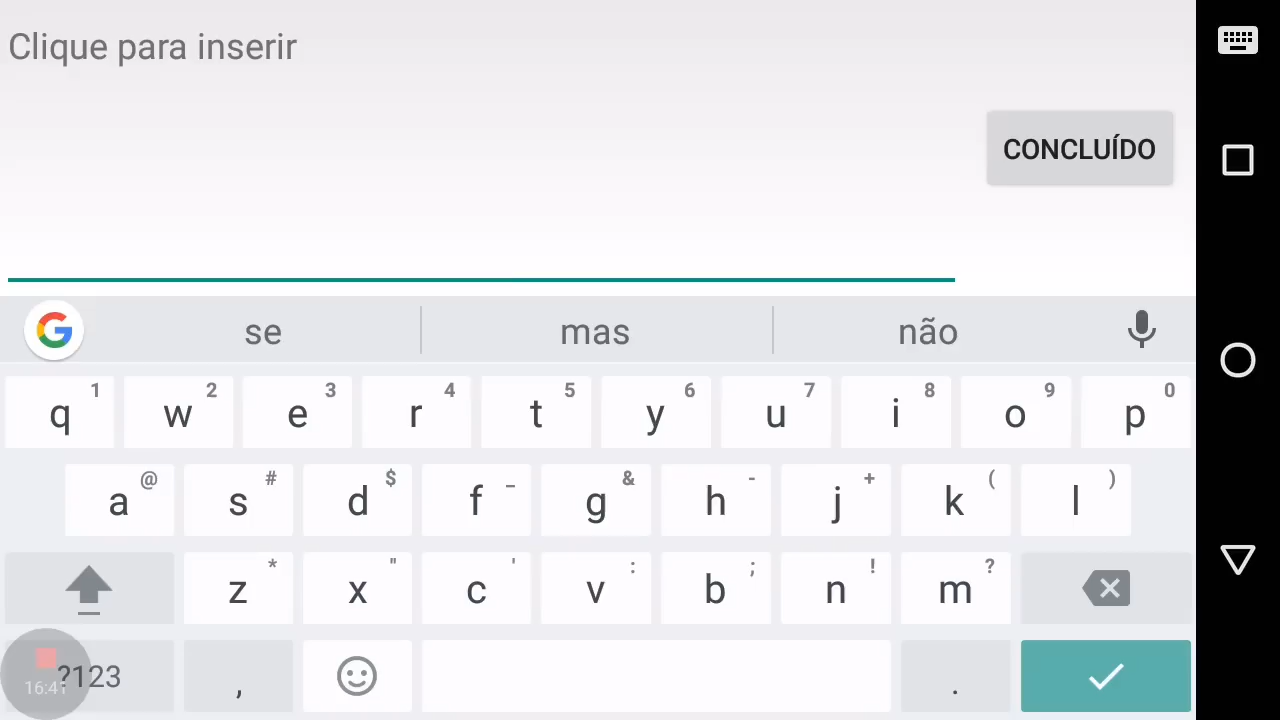 Clique para inserir
CONCLUÍDO
se mas não
q 1 w 2 e 3 r 4 t 5 y 6 u 7 i 8 o 9 p 0
a @ s # d $ f _ g & h - j + k ( l )
z * x " c ' v : b ; n ! m ?
?123 , .
16:41